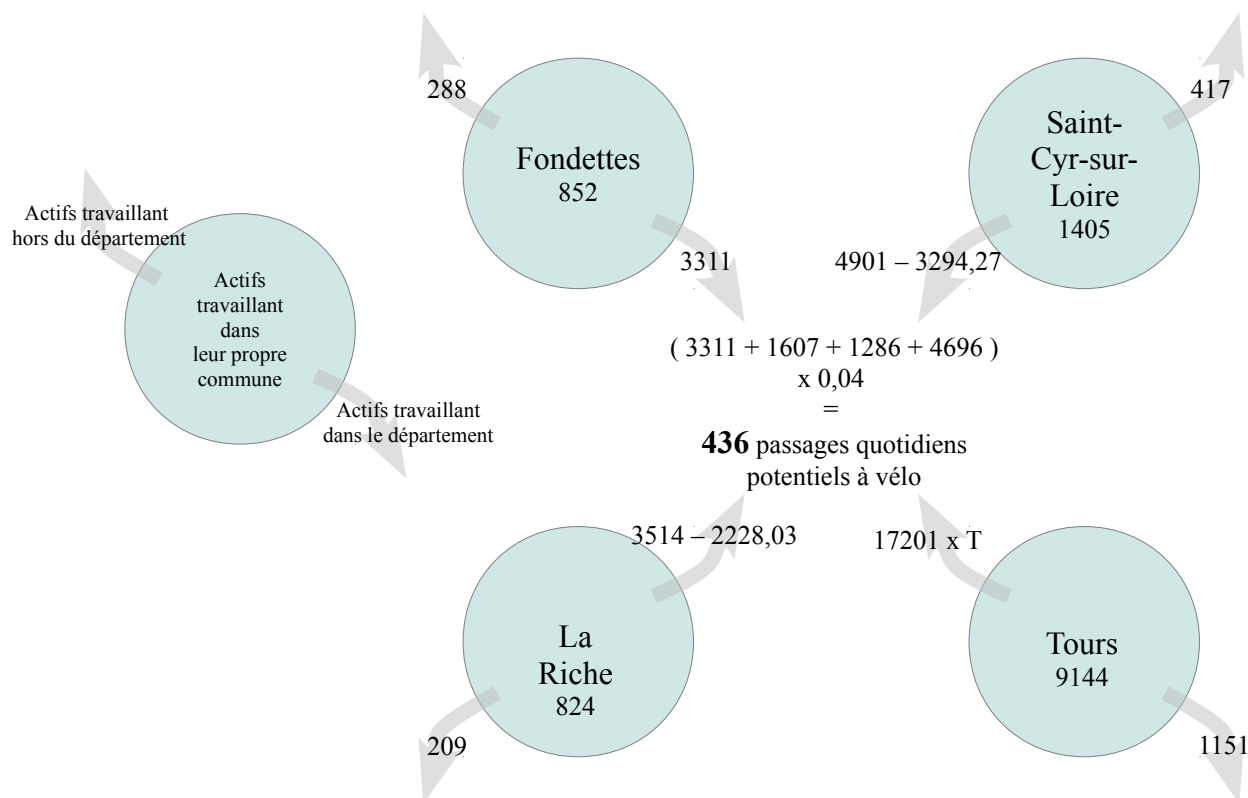 288
Fondettes
852
3311
417
Saint-
Cyr-sur-
Loire
1405
4901 – 3294,27
Actifs travaillant
hors du département
Actifs
travaillant
dans
leur propre
commune
Actifs travaillant
dans le département
( 3311 + 1607 + 1286 + 4696 )
x 0,04
=
436 passages quotidiens
potentiels à vélo
3514 – 2228,03
La
Riche
824
209
17201 x T
Tours
9144
1151